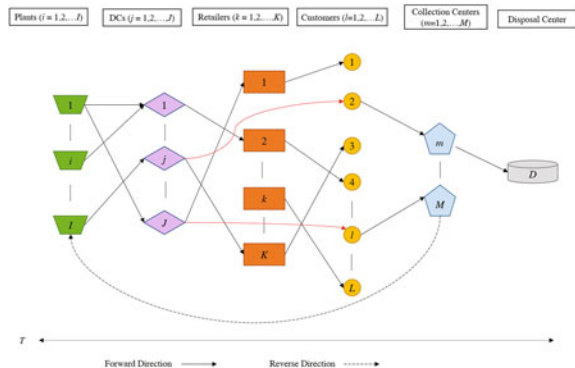 Plants (i = 1,2,…I)
DCs (j = 1,2,…,J)
Retailers (k = 1,2,…,K)
Customers (l=1,2,…L)
Collection Centers
(m=1,2,…,M)
Disposal Center
1
i
I
1
j
J
1
2
k
K
1
2
3
4
l
L
m
M
D
T
Forward Direction
Reverse Direction